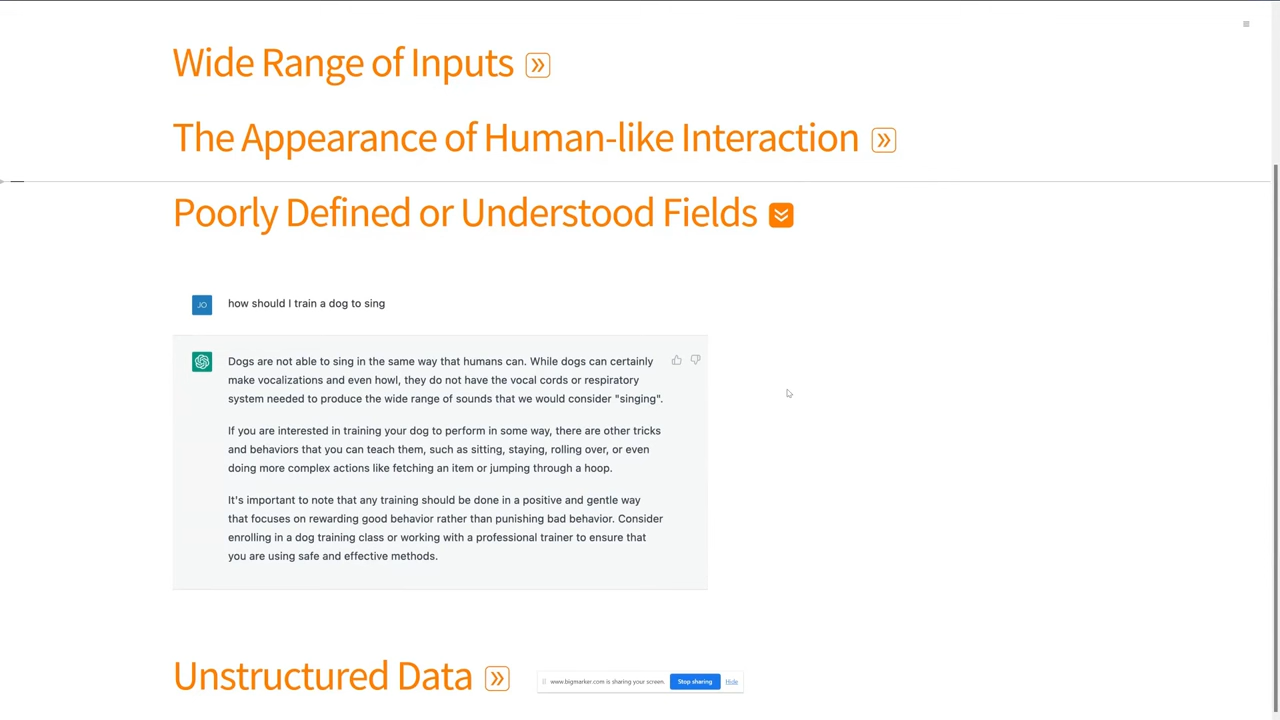 Wide Range of Inputs
The Appearance of Human-like Interaction
Poorly Defined or Understood Fields
JO
how should I train a dog to sing
Dogs are not able to sing in the same way that humans can. While dogs can certainly
make vocalizations and even howl, they do not have the vocal cords or respiratory
system needed to produce the wide range of sounds that we would consider "singing".
If you are interested in training your dog to perform in some way, there are other tricks
and behaviors that you can teach them, such as sitting, staying, rolling over, or even
doing more complex actions like fetching an item or jumping through a hoop.
It's important to note that any training should be done in a positive and gentle way
that focuses on rewarding good behavior rather than punishing bad behavior. Consider
enrolling in a dog training class or working with a professional trainer to ensure that
you are using safe and effective methods.
Unstructured Data
www.bigmarker.com is sharing your screen.
Stop sharing
Hide